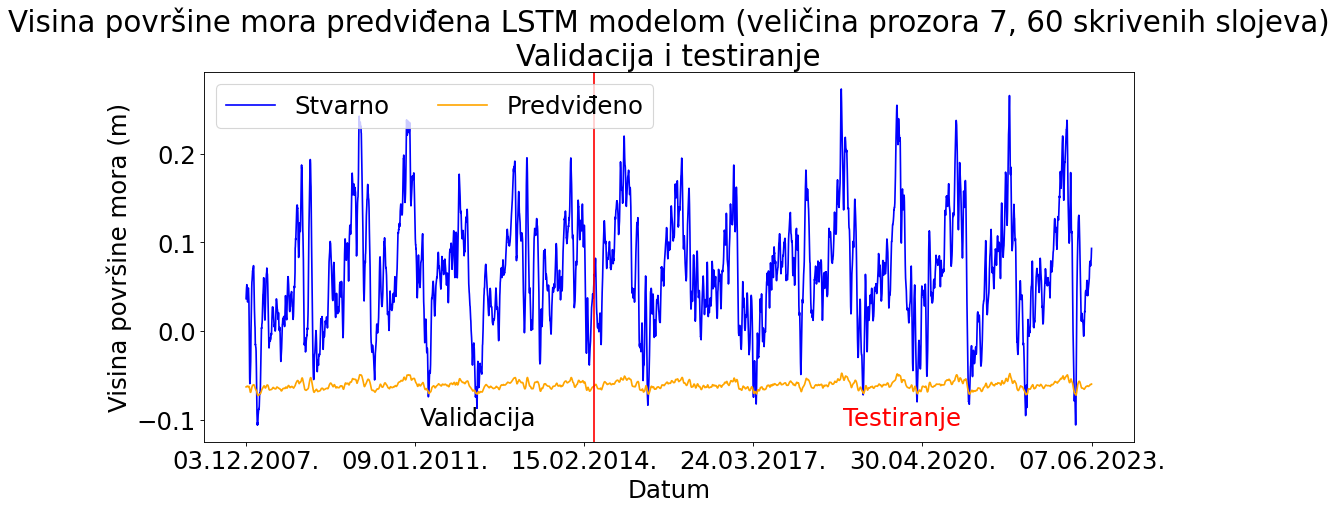 Visina površine mora predviđena LSTM modelom (veličina prozora 7, 60 skrivenih slojeva)
Validacija i testiranje
Stvarno
Predviđeno
Visina površine mora (m)
0.2
0.1
0.0
−0.1
Validacija
Testiranje
03.12.2007.
09.01.2011.
15.02.2014.
24.03.2017.
30.04.2020.
07.06.2023.
Datum